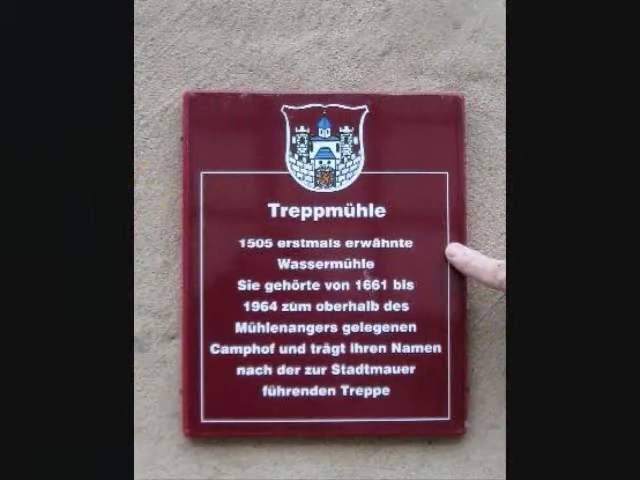 Treppmühle
1505 erstmals erwähnte
Wassermühle
Sie gehörte von 1661 bis
1964 zum oberhalb des
Mühlenangers gelegenen
Camphof und trägt ihren Namen
nach der zur Stadtmauer
führenden Treppe